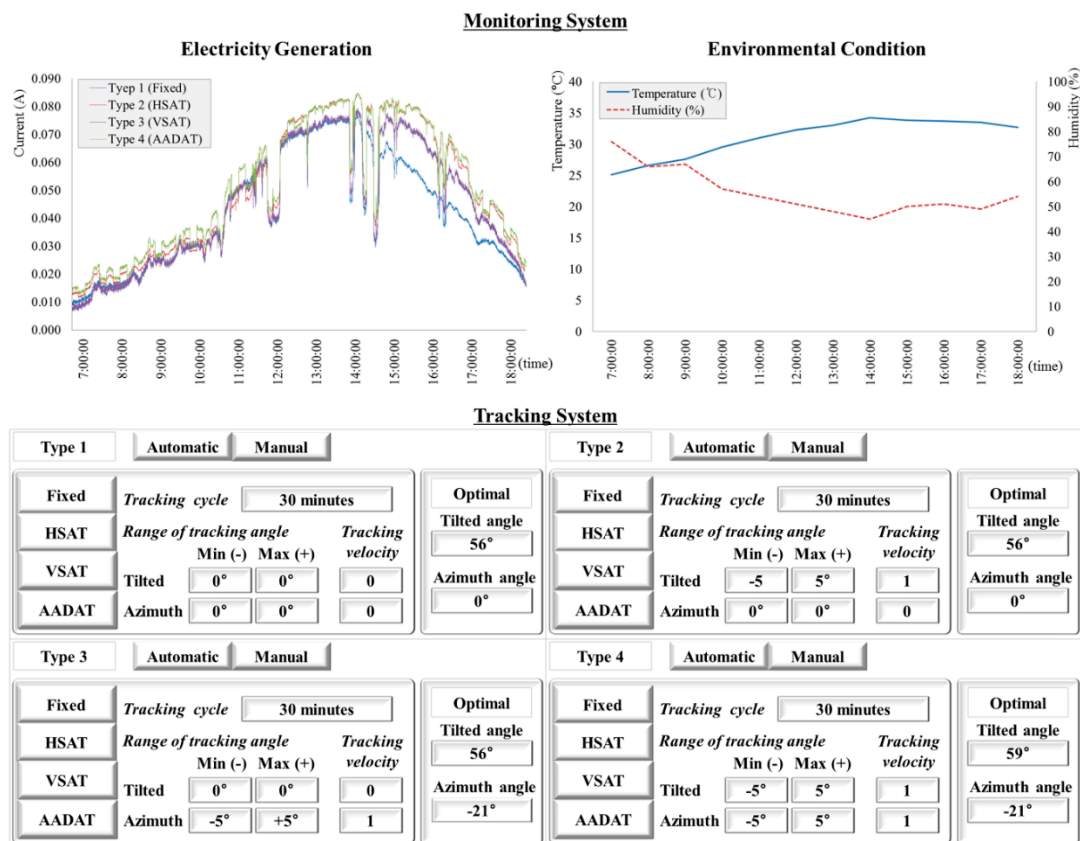 Monitoring System
Electricity Generation
Current (A)
0.090
0.080
0.070
0.060
0.050
0.040
0.030
0.020
0.010
0.000
Tyep 1 (Fixed)
Type 2 (HSAT)
Type 3 (VSAT)
Type 4 (AADAT)
7:00:00
8:00:00
9:00:00
10:00:00
11:00:00
12:00:00
13:00:00
14:00:00
15:00:00
16:00:00
17:00:00
18:00:00
(time)
Environmental Condition
Temperature (°C)
40
35
30
25
20
15
10
5
0
Temperature (℃)
Humidity (%)
100
90
80
70
60
50
40
30
20
10
0
Humidity (%)
7:00:00
8:00:00
9:00:00
10:00:00
11:00:00
12:00:00
13:00:00
14:00:00
15:00:00
16:00:00
17:00:00
18:00:00
(time)
Tracking System
Type 1 Automatic Manual
Fixed
HSAT
VSAT
AADAT
Tracking cycle 30 minutes
Range of tracking angle Tracking velocity
Min (-) Max (+)
Tilted 0° 0° 0
Azimuth 0° 0° 0
Optimal
Tilted angle
56°
Azimuth angle
0°
Type 2 Automatic Manual
Fixed
HSAT
VSAT
AADAT
Tracking cycle 30 minutes
Range of tracking angle Tracking velocity
Min (-) Max (+)
Tilted -5 5° 1
Azimuth 0° 0° 0
Optimal
Tilted angle
56°
Azimuth angle
0°
Type 3 Automatic Manual
Fixed
HSAT
VSAT
AADAT
Tracking cycle 30 minutes
Range of tracking angle Tracking velocity
Min (-) Max (+)
Tilted 0° 0° 0
Azimuth -5° +5° 1
Optimal
Tilted angle
56°
Azimuth angle
-21°
Type 4 Automatic Manual
Fixed
HSAT
VSAT
AADAT
Tracking cycle 30 minutes
Range of tracking angle Tracking velocity
Min (-) Max (+)
Tilted -5° 5° 1
Azimuth -5° 5° 1
Optimal
Tilted angle
59°
Azimuth angle
-21°